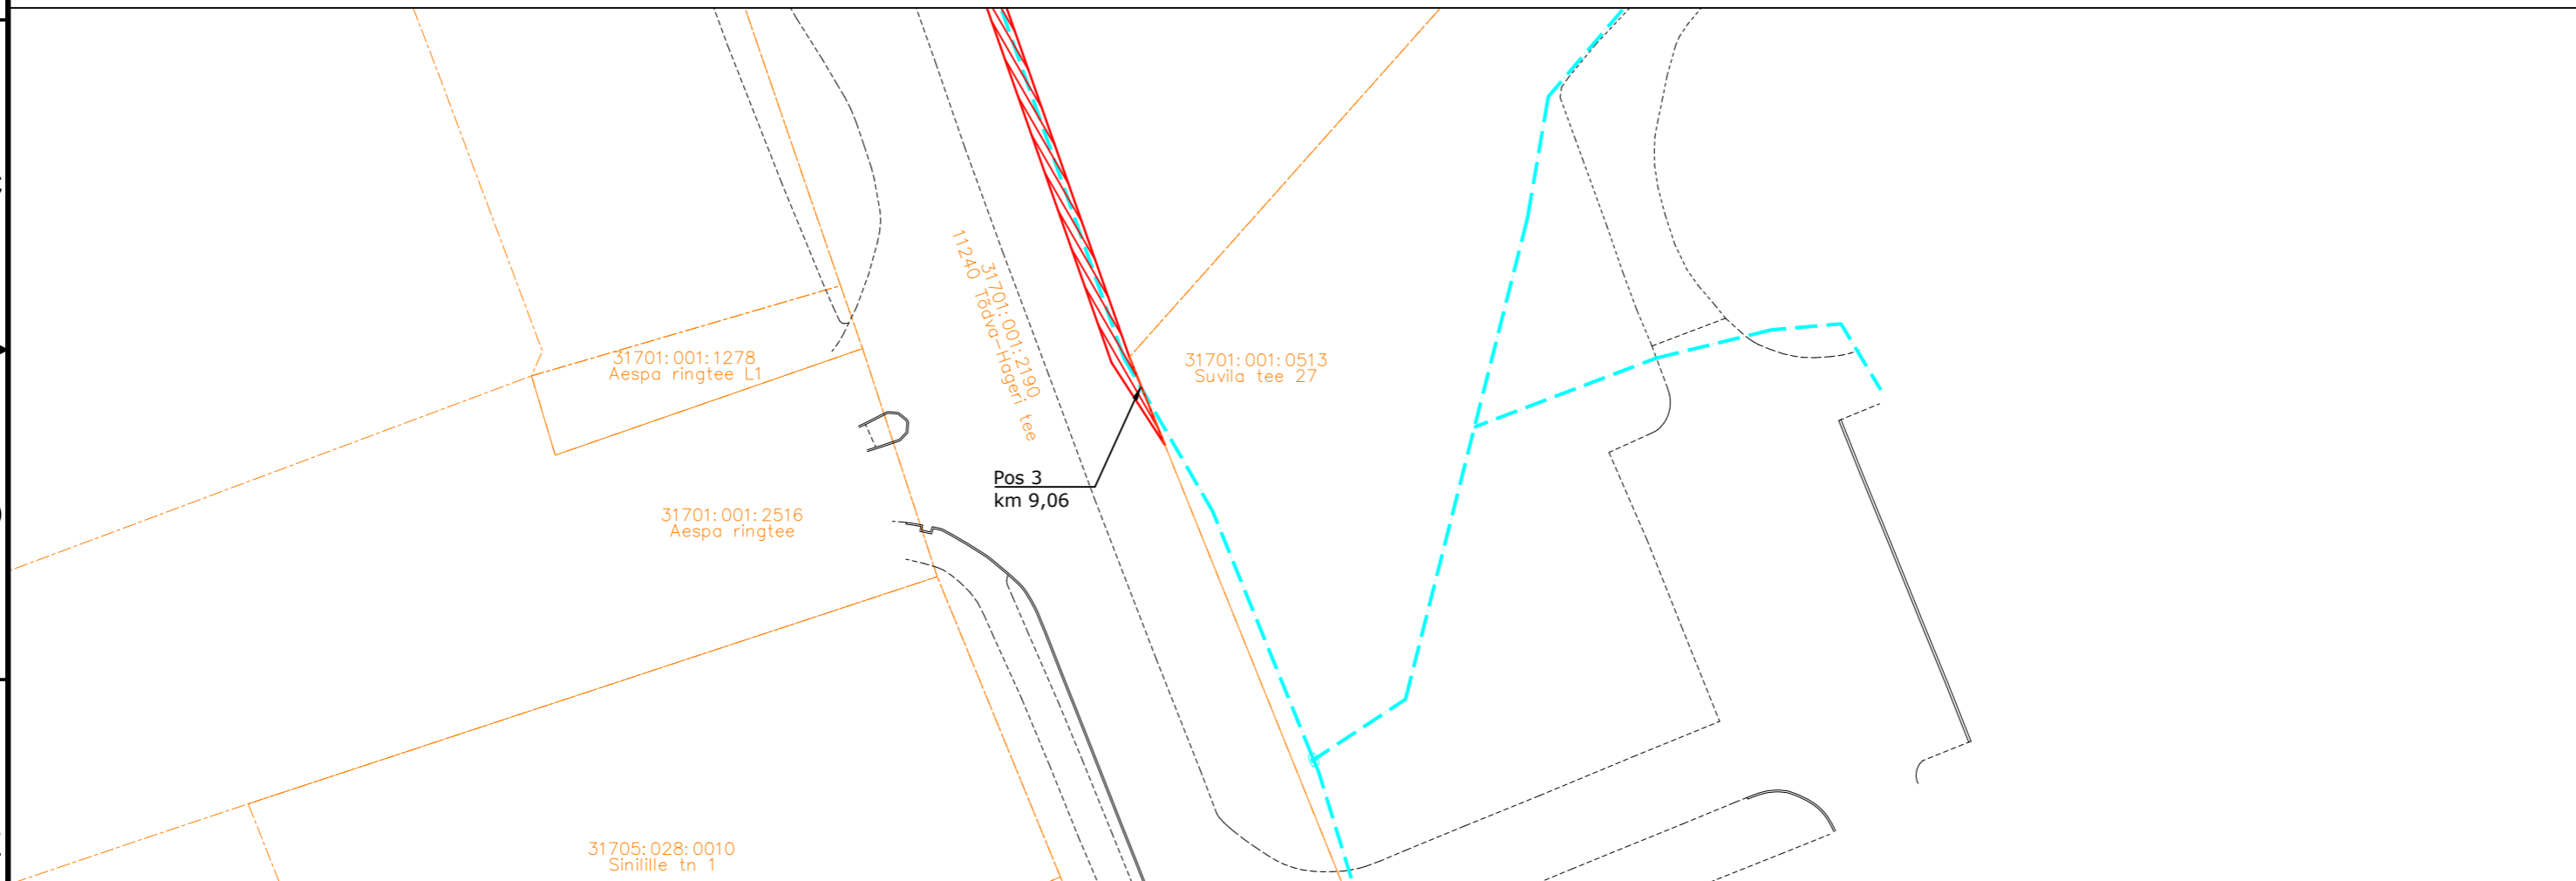 31701:001:2190
11240 Tõdva-Hageri tee
31701:001:1278
Aespa ringtee L1
31701:001:0513
Suvila tee 27
Pos 3
km 9,06
31701:001:2516
Aespa ringtee
31705:028:0010
Sinilille tn 1